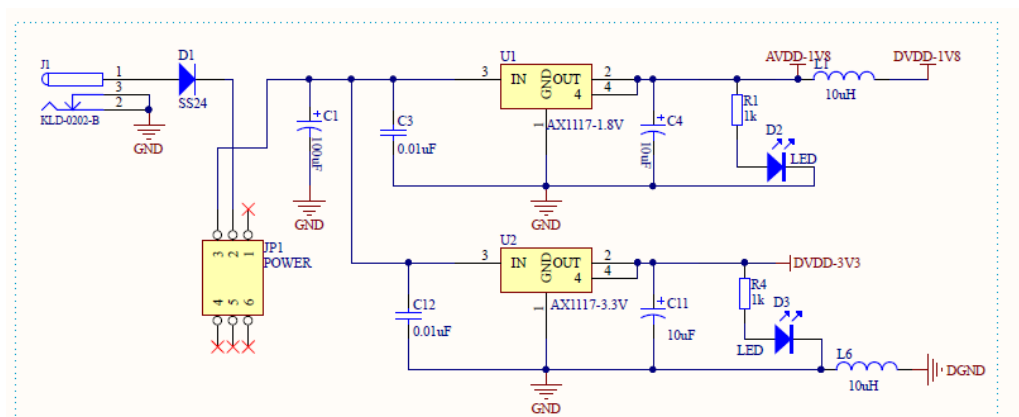 J1
1
3
2
KLD-0202-B
GND
D1
SS24
C1
100uF
GND
C3
0.01uF
U1
3
IN
GND
OUT
2
4
1
AX1117-1.8V
C4
10uF
GND
R1
1k
D2
LED
AVDD-1V8
L1
10uH
DVDD-1V8
3
2
1
JP1
POWER
4
5
6
C12
0.01uF
U2
3
IN
GND
OUT
2
4
1
AX1117-3.3V
C11
10uF
GND
DVDD-3V3
R4
1k
D3
LED
L6
10uH
DGND